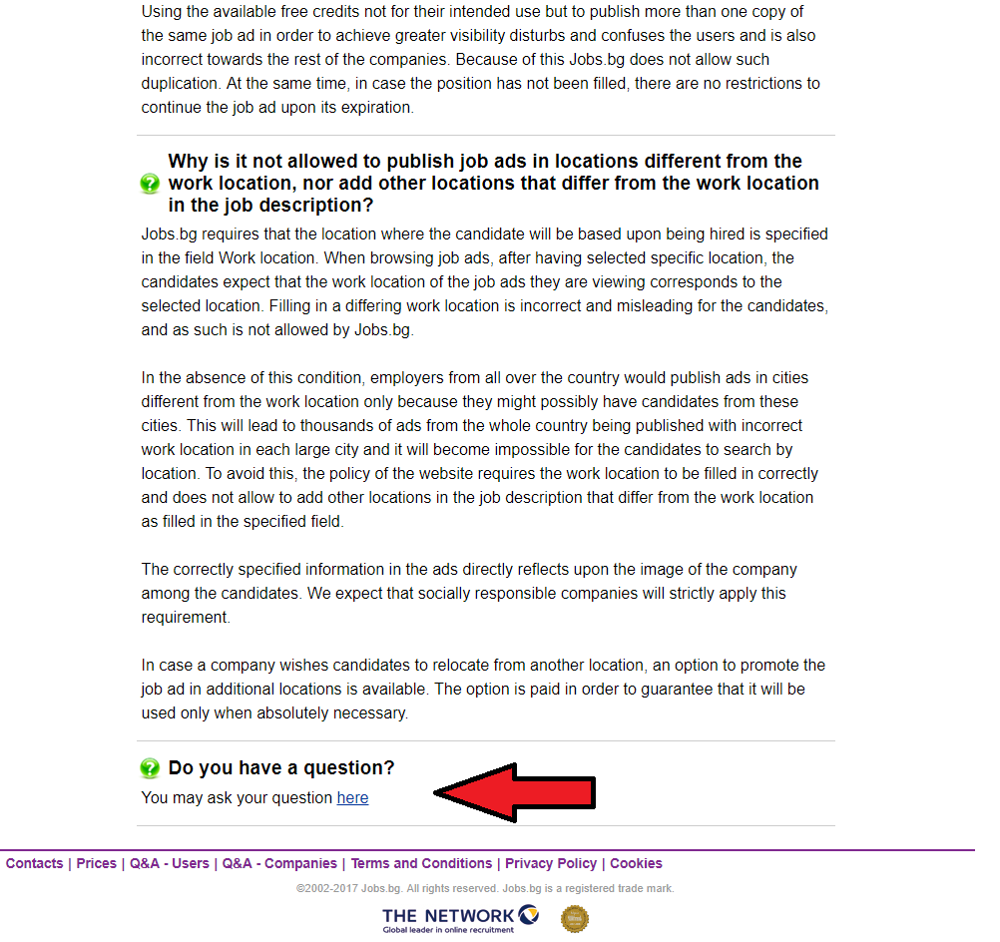 Using the available free credits not for their intended use but to publish more than one copy of
the same job ad in order to achieve greater visibility disturbs and confuses the users and is also
incorrect towards the rest of the companies. Because of this Jobs.bg does not allow such
duplication. At the same time, in case the position has not been filled, there are no restrictions to
continue the job ad upon its expiration.
Why is it not allowed to publish job ads in locations different from the
work location, nor add other locations that differ from the work location
in the job description?
Jobs.bg requires that the location where the candidate will be based upon being hired is specified
in the field Work location. When browsing job ads, after having selected specific location, the
candidates expect that the work location of the job ads they are viewing corresponds to the
selected location. Filling in a differing work location is incorrect and misleading for the candidates,
and as such is not allowed by Jobs.bg.
In the absence of this condition, employers from all over the country would publish ads in cities
different from the work location only because they might possibly have candidates from these
cities. This will lead to thousands of ads from the whole country being published with incorrect
work location in each large city and it will become impossible for the candidates to search by
location. To avoid this, the policy of the website requires the work location to be filled in correctly
and does not allow to add other locations in the job description that differ from the work location
as filled in the specified field.
The correctly specified information in the ads directly reflects upon the image of the company
among the candidates. We expect that socially responsible companies will strictly apply this
requirement.
In case a company wishes candidates to relocate from another location, an option to promote the
job ad in additional locations is available. The option is paid in order to guarantee that it will be
used only when absolutely necessary.
Do you have a question?
You may ask your question here
Contacts | Prices | Q&A - Users | Q&A - Companies | Terms and Conditions | Privacy Policy | Cookies
©2002-2017 Jobs.bg. All rights reserved. Jobs.bg is a registered trade mark.
THE NETWORK
Global leader in online recruitment